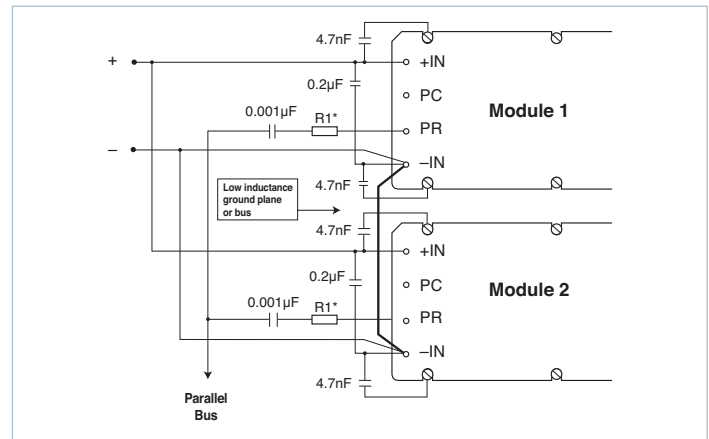 4.7nF
+
+IN
0.2µF
PC
Module 1
0.001µF
R1*
PR
–
–IN
4.7nF
Low inductance
ground plane
or bus
4.7nF
+IN
0.2µF
PC
Module 2
0.001µF
R1*
PR
–IN
4.7nF
Parallel
Bus